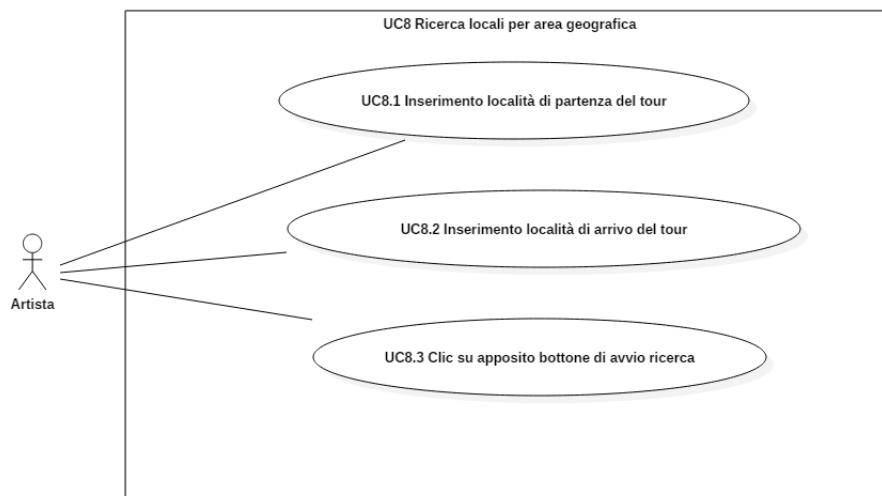 UC8 Ricerca locali per area geografica
UC8.1 Inserimento località di partenza del tour
UC8.2 Inserimento località di arrivo del tour
Artista
UC8.3 Clic su apposito bottone di avvio ricerca